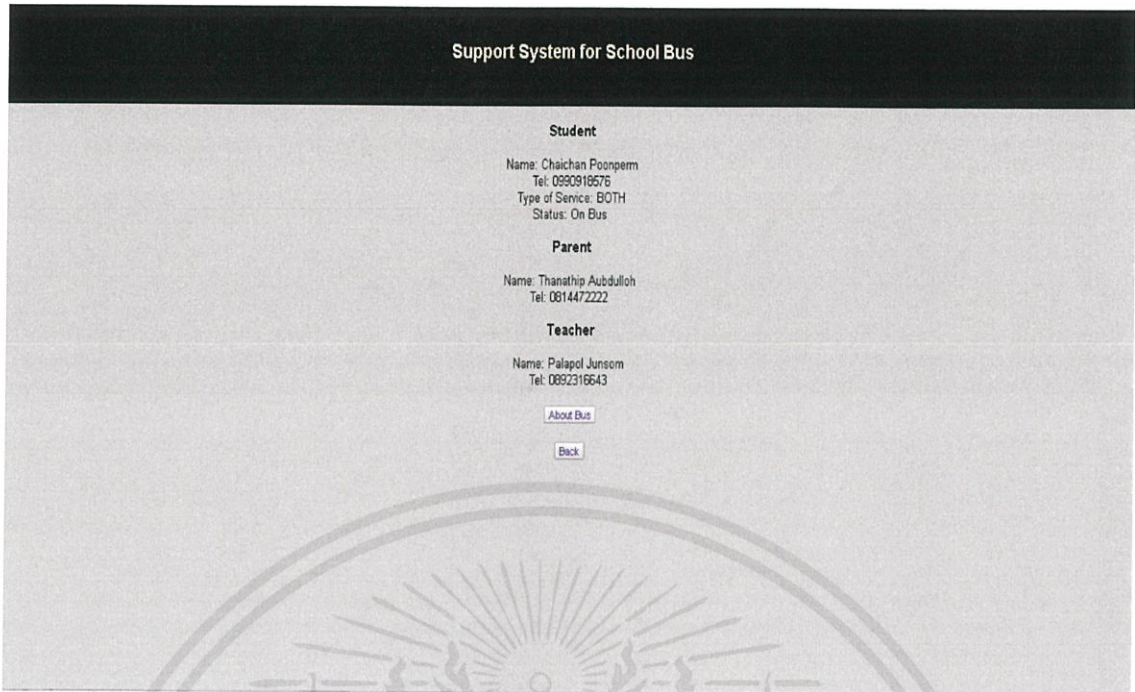 Support System for School Bus
Student
Name: Chaichan Poonperm
Tel: 0990918576
Type of Service: BOTH
Status: On Bus
Parent
Name: Thanathip Aubdulloh
Tel: 0814472222
Teacher
Name: Palapol Junsom
Tel: 0892316643
About Bus
Back